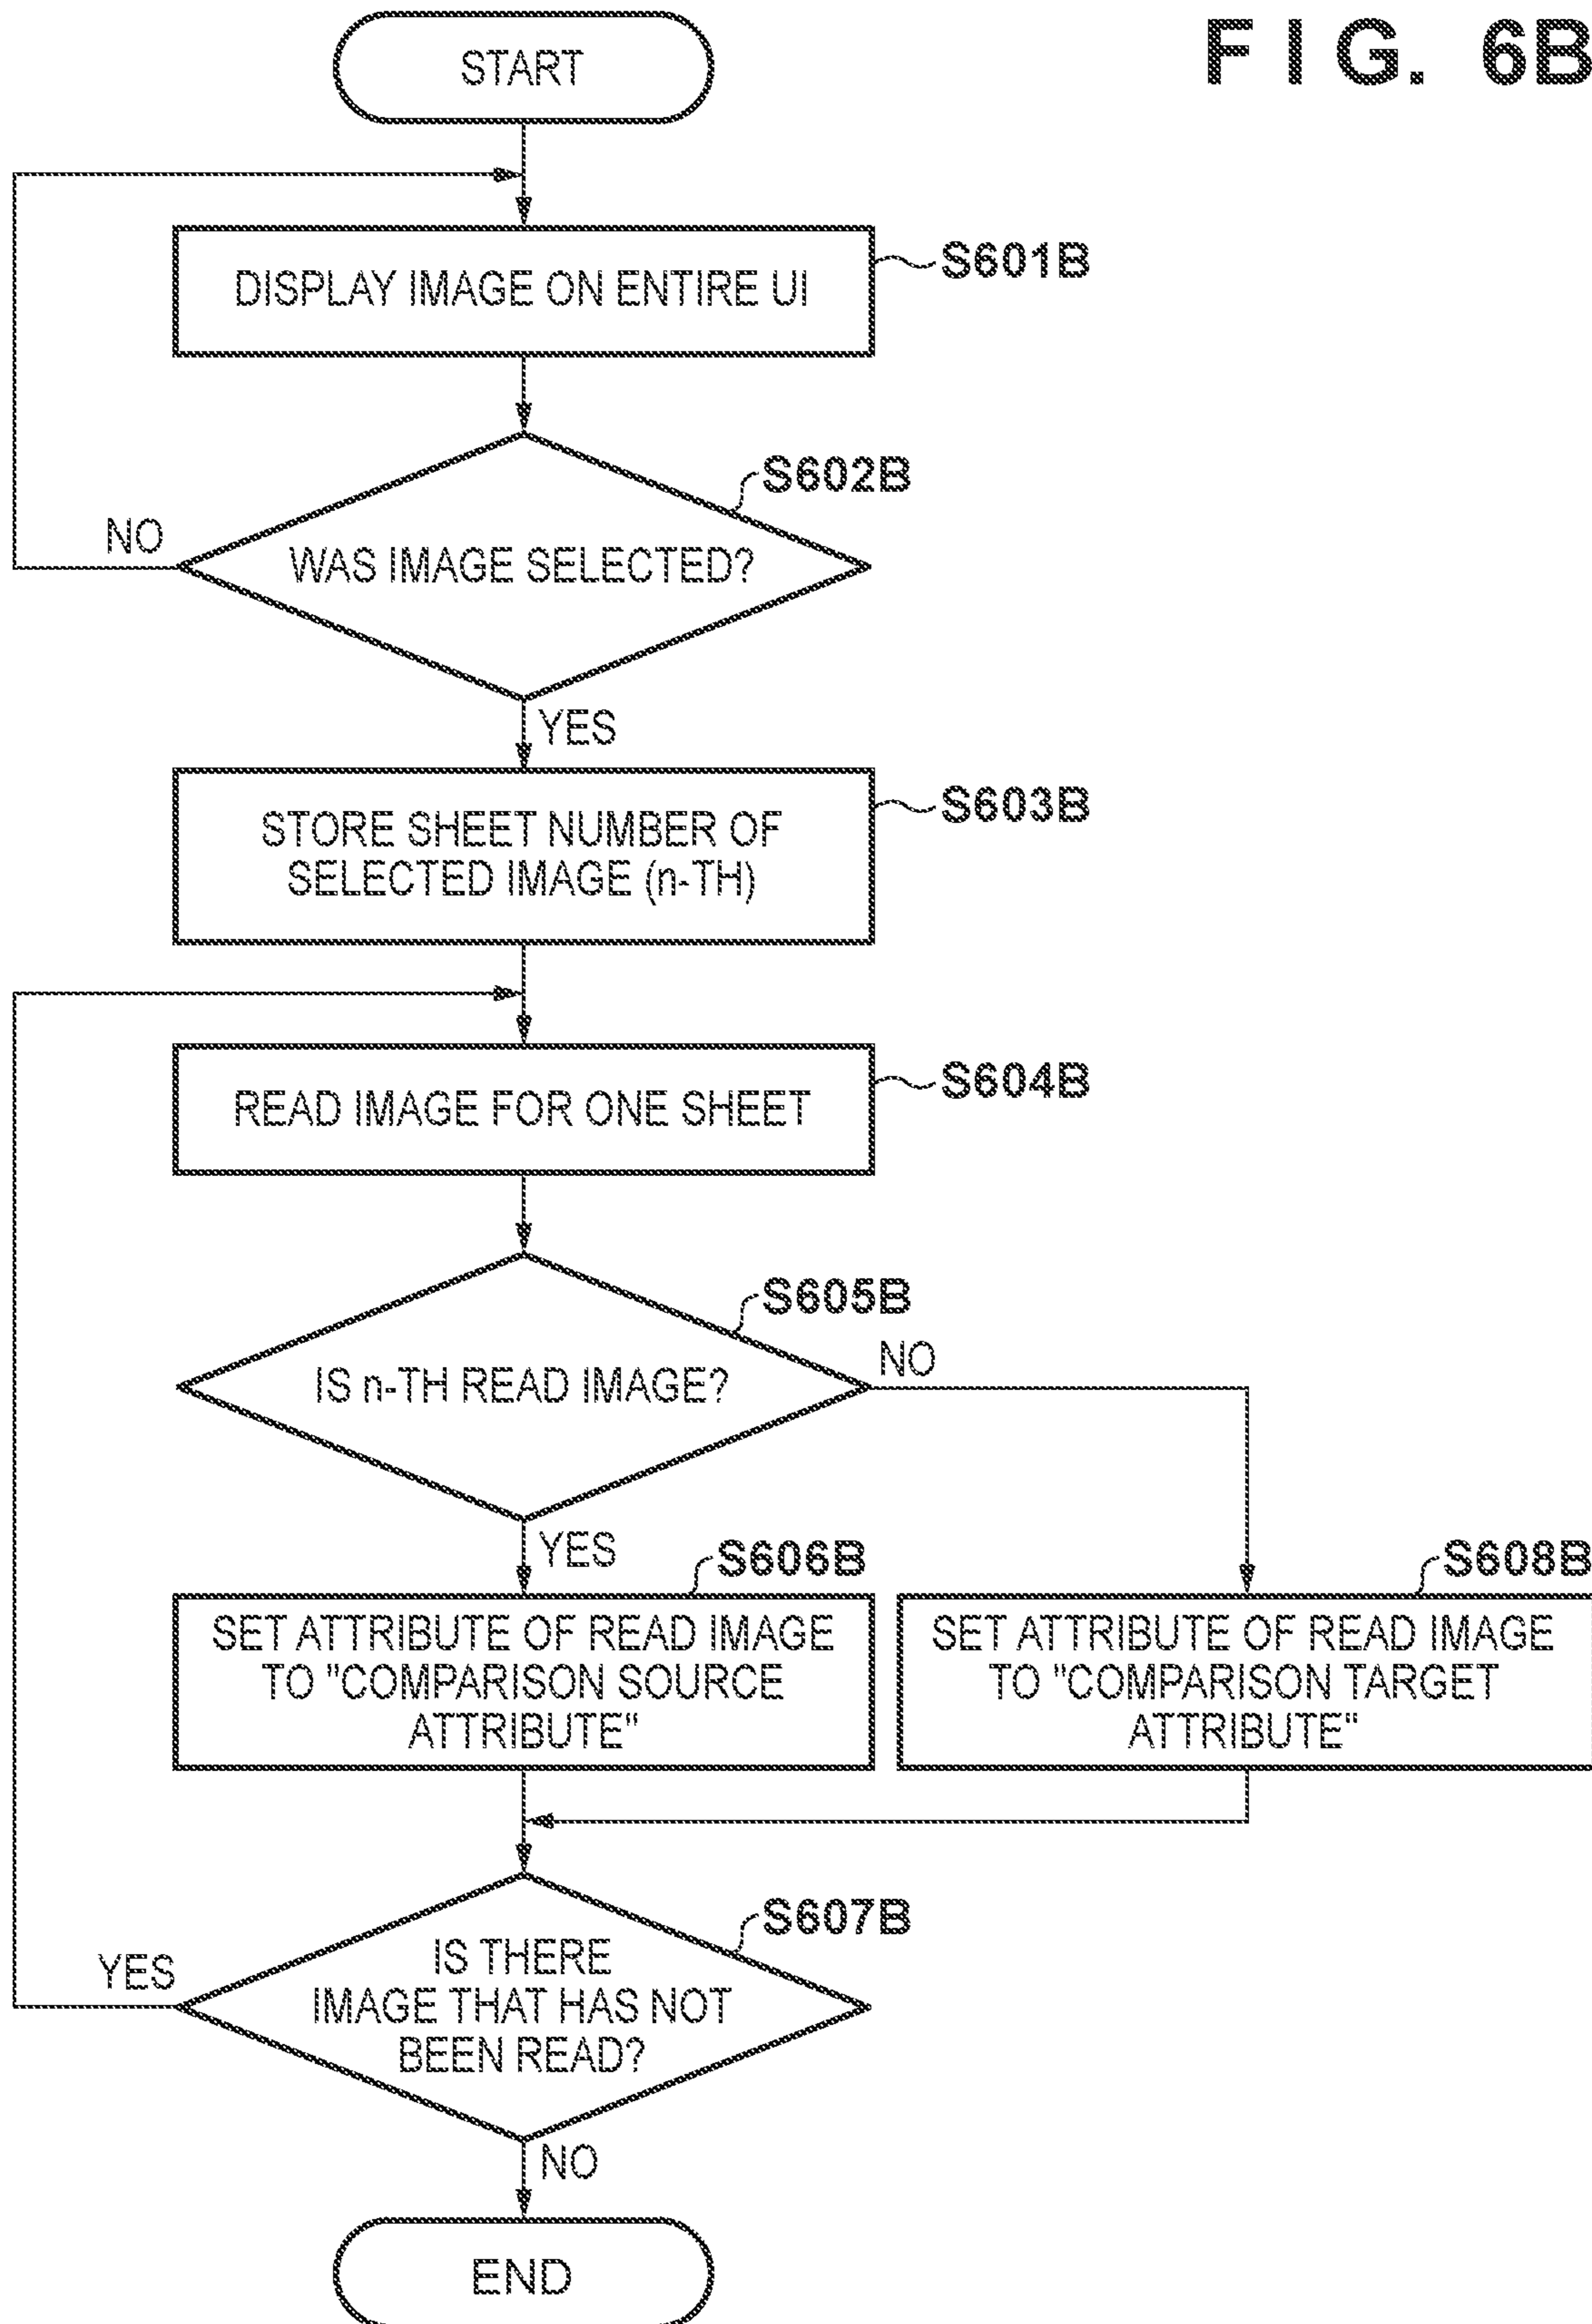 FIG. 6B
START
DISPLAY IMAGE ON ENTIRE UI
S601B
S602B
NO
WAS IMAGE SELECTED?
YES
STORE SHEET NUMBER OF
SELECTED IMAGE (n-TH)
S603B
READ IMAGE FOR ONE SHEET
S604B
S605B
IS n-TH READ IMAGE?
NO
YES
S606B
SET ATTRIBUTE OF READ IMAGE
TO "COMPARISON SOURCE
ATTRIBUTE"
S608B
SET ATTRIBUTE OF READ IMAGE
TO "COMPARISON TARGET
ATTRIBUTE"
S607B
YES
IS THERE
IMAGE THAT HAS NOT
BEEN READ?
NO
END